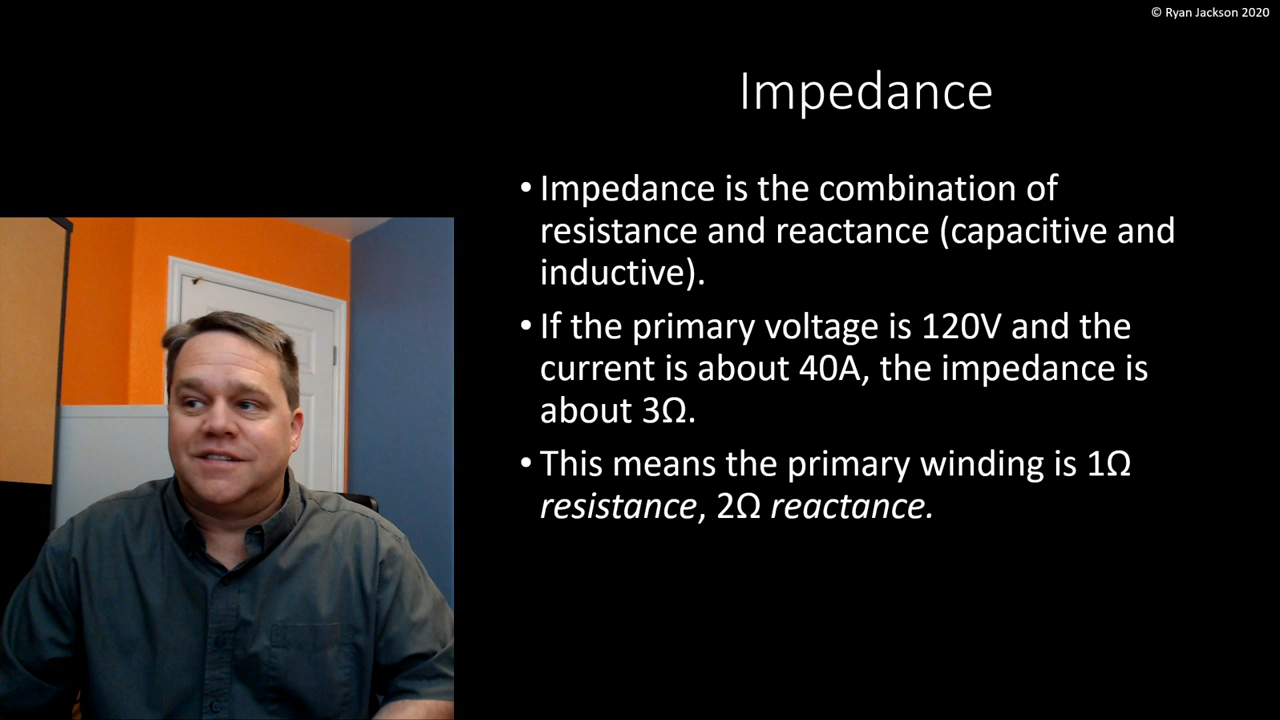 © Ryan Jackson 2020
Impedance
• Impedance is the combination of
resistance and reactance (capacitive and
inductive).
• If the primary voltage is 120V and the
current is about 40A, the impedance is
about 3Ω.
• This means the primary winding is 1Ω
resistance, 2Ω reactance.